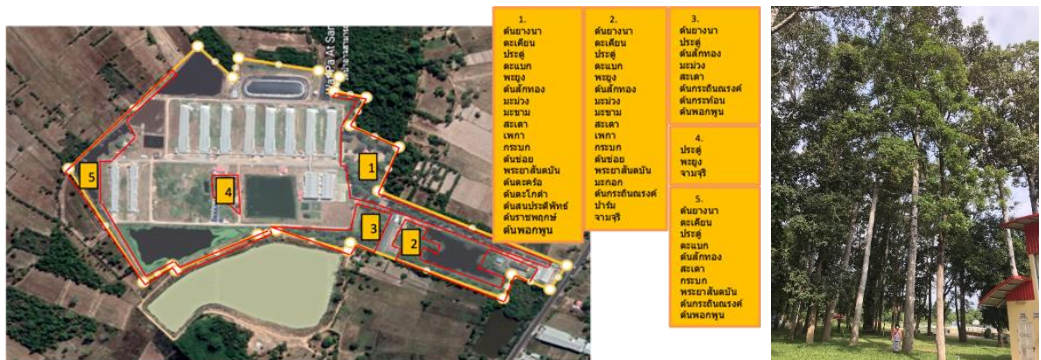 1
2
3
4
5
1.
ต้นยางนา
ตะเคียน
ประดู่
ตะแบก
พะยูง
ต้นสักทอง
มะม่วง
มะขาม
สะเดา
เพกา
กระบก
ต้นข่อย
พระยาสัตบัน
ต้นตะคร้อ
ต้นตะโกดำ
ต้นสนประดิพัทธ์
ต้นราชพฤกษ์
ต้นพอกพูน
2.
ต้นยางนา
ตะเคียน
ประดู่
ตะแบก
พะยูง
ต้นสักทอง
มะม่วง
มะขาม
สะเดา
เพกา
กระบก
ต้นข่อย
พระยาสัตบัน
มะกอก
ต้นกระถินณรงค์
ปาร์ม
จามจุรี
3.
ต้นยางนา
ประดู่
ต้นสักทอง
มะม่วง
สะเดา
ต้นกระถินณรงค์
ต้นกระท้อน
ต้นพอกพูน
4.
ประดู่
พะยูง
จามจุรี
5.
ต้นยางนา
ตะเคียน
ประดู่
ตะแบก
ต้นสักทอง
สะเดา
กระบก
พระยาสัตบัน
ต้นกระถินณรงค์
ต้นพอกพูน